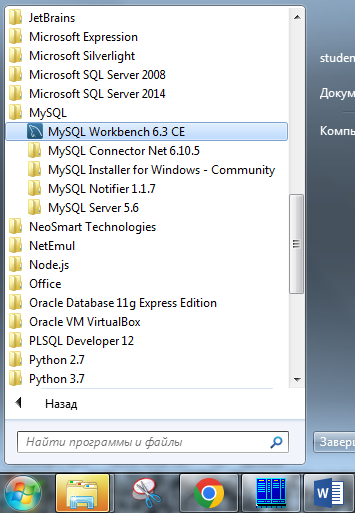 JetBrains
Microsoft Expression
Microsoft Silverlight
Microsoft SQL Server 2008
Microsoft SQL Server 2014
MySQL
MySQL Workbench 6.3 CE
MySQL Connector Net 6.10.5
MySQL Installer for Windows - Community
MySQL Notifier 1.1.7
MySQL Server 5.6
NeoSmart Technologies
NetEmul
Node.js
Office
Oracle Database 11g Express Edition
Oracle VM VirtualBox
PLSQL Developer 12
Python 2.7
Python 3.7
Назад
Найти программы и файлы
studen
Докум
Компь
Заверш
W